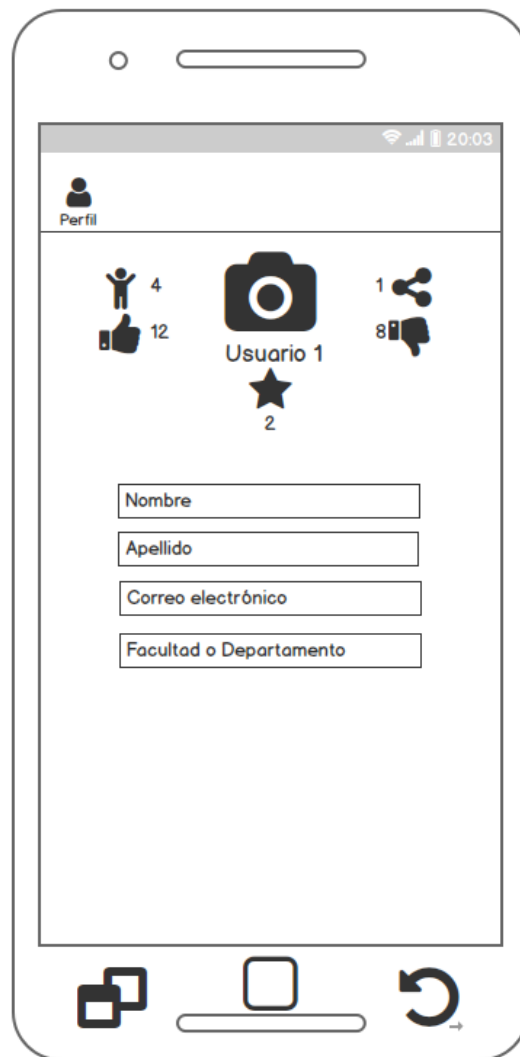 20:03
Perfil
4
1
12
8
Usuario 1
2
Nombre
Apellido
Correo electrónico
Facultad o Departamento